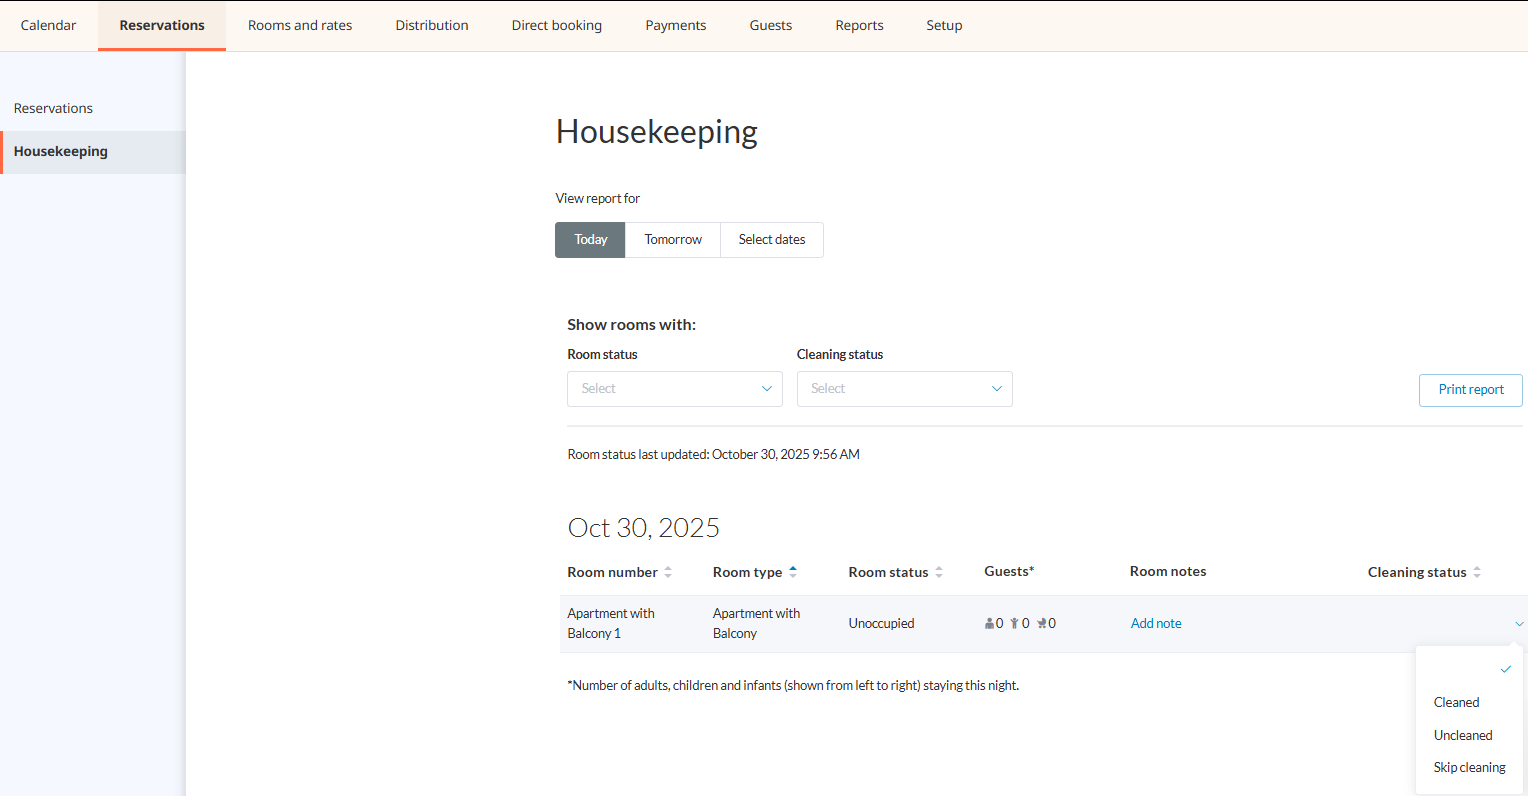 Calendar Reservations Rooms and rates Distribution Direct booking Payments Guests Reports Setup
Reservations
Housekeeping
Housekeeping
View report for
Today Tomorrow Select dates
Show rooms with:
Room status Cleaning status
Select Select
Print report
Room status last updated: October 30, 2025 9:56 AM
Oct 30, 2025
Room number Room type Room status Guests* Room notes Cleaning status
Apartment with Apartment with
Balcony 1 Balcony
Unoccupied 0 0 0 Add note
*Number of adults, children and infants (shown from left to right) staying this night.
Cleaned
Uncleaned
Skip cleaning